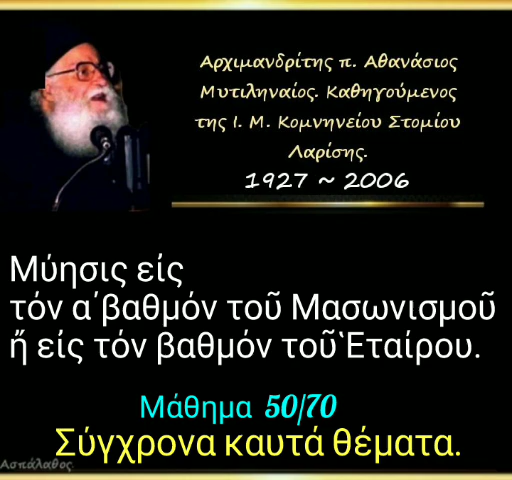 Αρχιμανδρίτης π. Αθανάσιος
Μυτιληναίος. Καθηγούμενος
της Ι. Μ. Κομνηνείου Στομίου
Λαρίσης.
1927 ~ 2006
Μύησις είς
τόν α΄βαθμόν τοῦ Μασωνισμοῦ
ἤ είς τόν βαθμόν τοῦ Ἑταίρου.
Μάθημα 50/70
Σύγχρονα καυτά θέματα.
Ασπάλαθος.